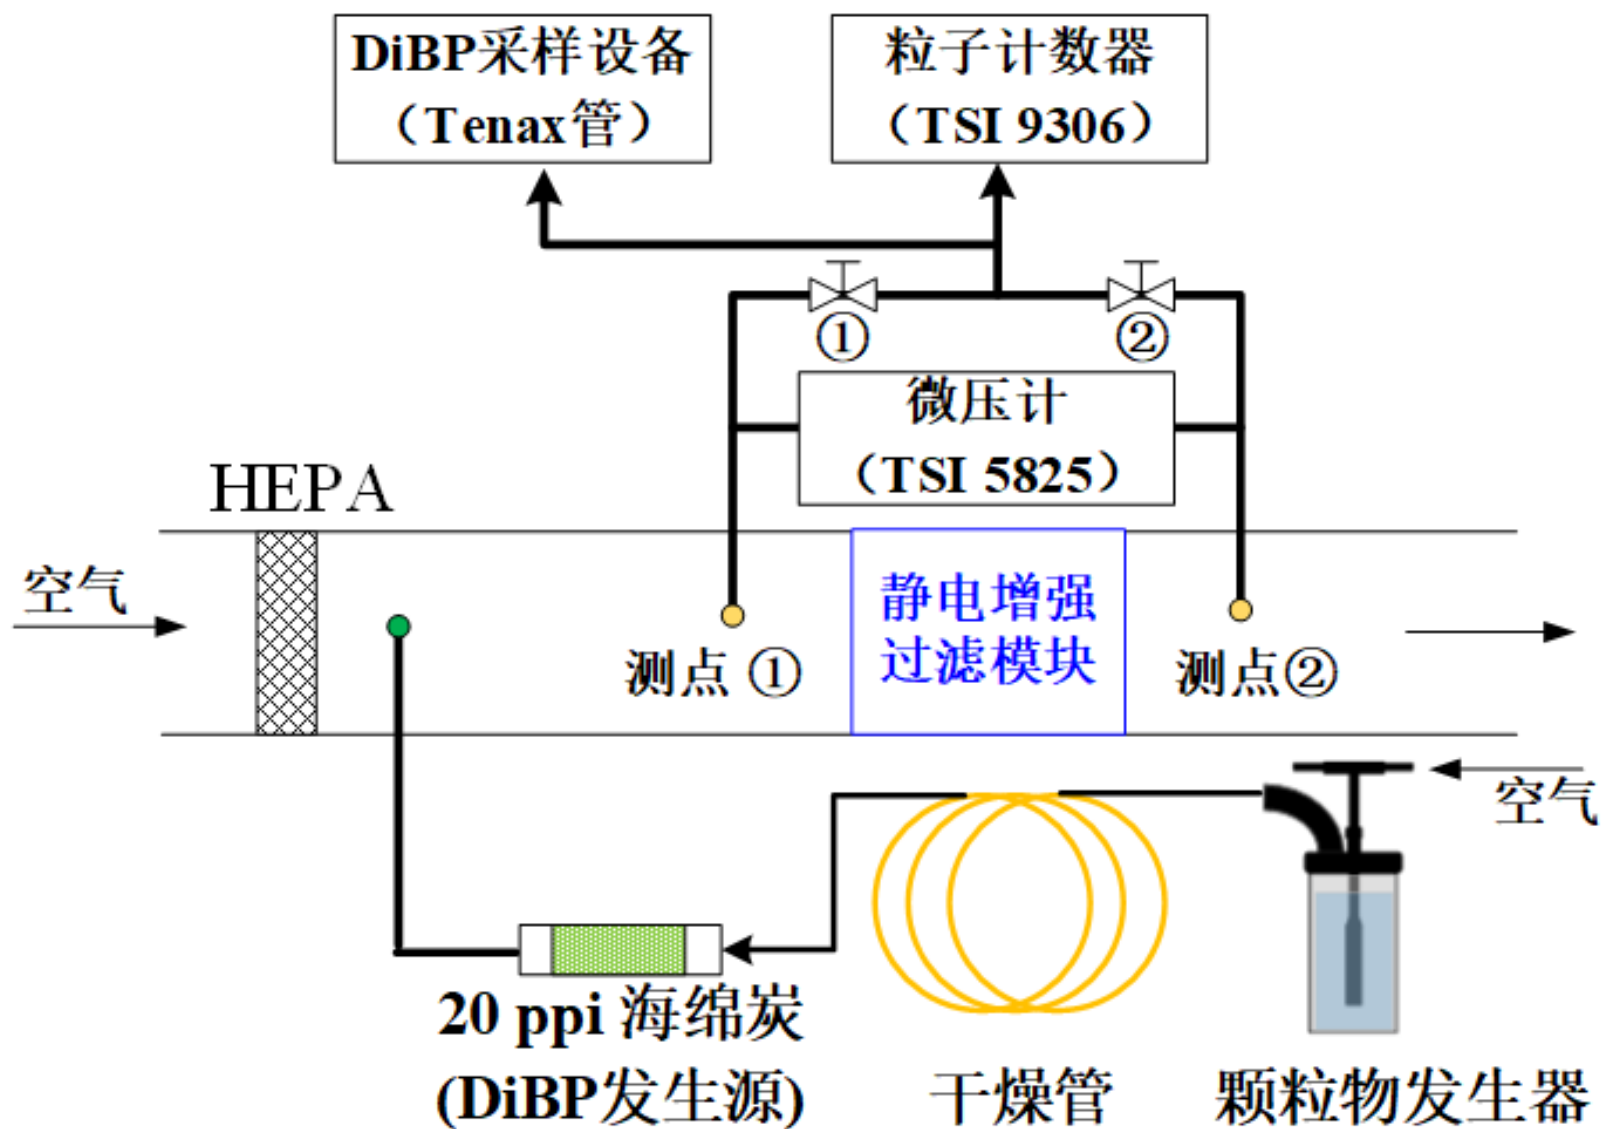 DiBP采样设备
（Tenax管）
粒子计数器
（TSI 9306）
①
②
微压计
（TSI 5825）
HEPA
空气
静电增强
过滤模块
测点 ①
测点②
空气
20 ppi 海绵炭
(DiBP发生源)
干燥管
颗粒物发生器